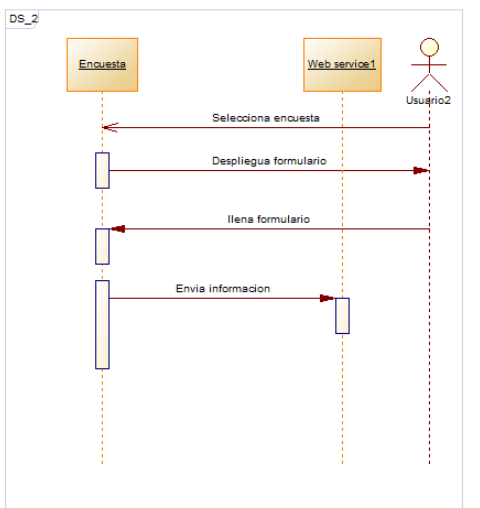 DS_2
Encuesta
Web service1
Usuario2
Selecciona encuesta
Despliegua formulario
llena formulario
Envia informacion